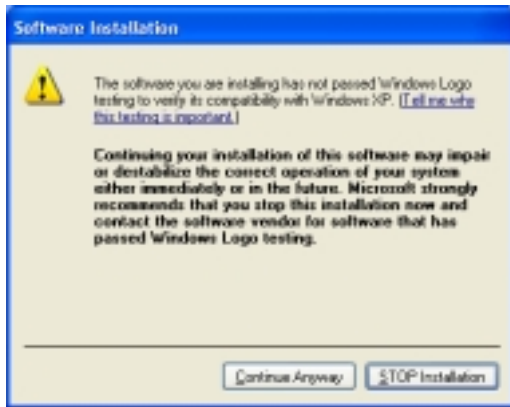 Software Installation
The software you are installing has not passed Windows Logo
testing to verify its compatibility with Windows XP. (Tell me why
this testing is important.)
Continuing your installation of this software may impair
or destabilize the correct operation of your system
either immediately or in the future. Microsoft strongly
recommends that you stop this installation now and
contact the software vendor for software that has
passed Windows Logo testing.
Continue Anyway
STOP Installation